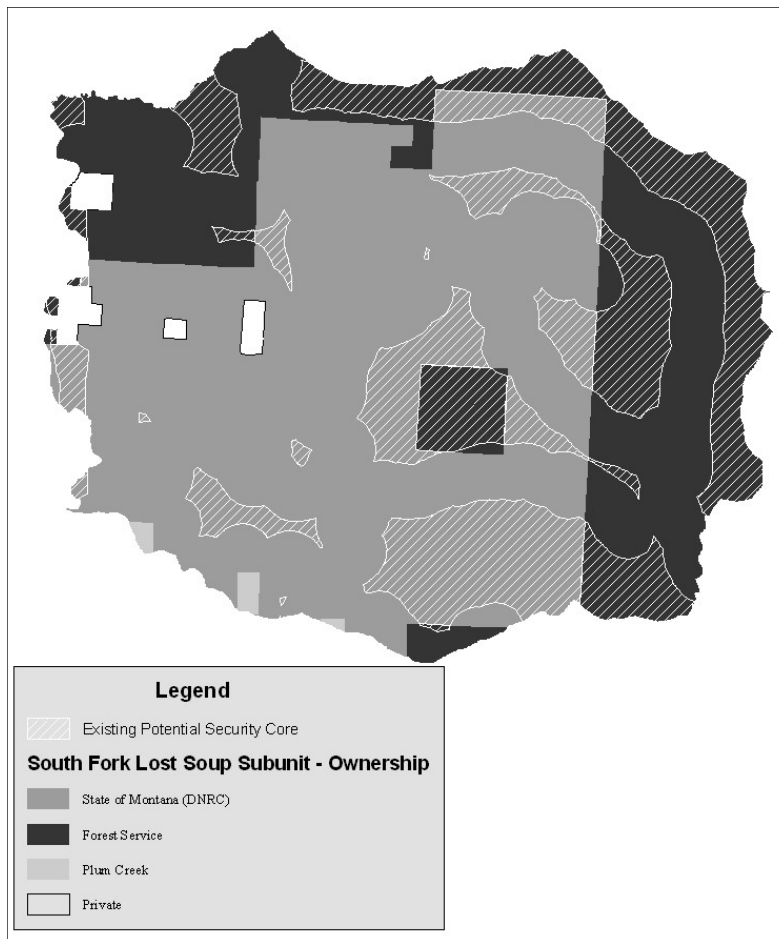 Legend
Existing Potential Security Core
South Fork Lost Soup Subunit - Ownership
State of Montana (DNRC)
Forest Service
Plum Creek
Private